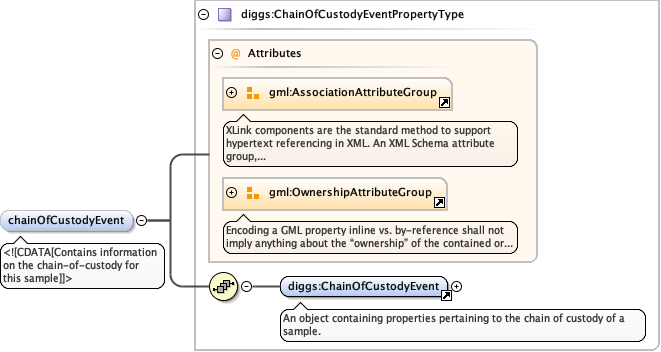 diggs:ChainOfCustodyEventPropertyType
@ Attributes
gml:AssociationAttributeGroup
XLink components are the standard method to support
hypertext referencing in XML. An XML Schema attribute
group,...
gml:OwnershipAttributeGroup
Encoding a GML property inline vs. by-reference shall not
imply anything about the “ownership” of the contained or...
chainOfCustodyEvent
<![CDATA[Contains information
on the chain-of-custody for
this sample]]>
diggs:ChainOfCustodyEvent
An object containing properties pertaining to the chain of custody of a
sample.